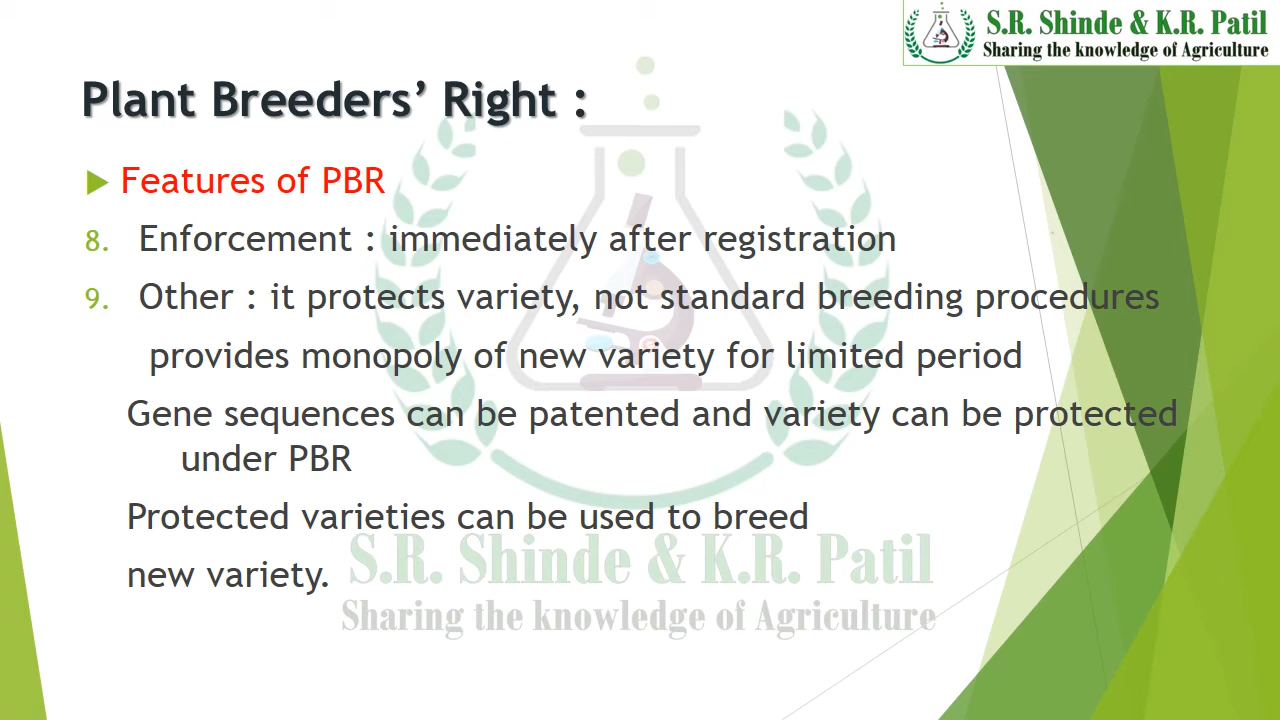 S.R. Shinde & K.R. Patil
Sharing the knowledge of Agriculture
Plant Breeders’ Right :
Features of PBR
8. Enforcement : immediately after registration
9. Other : it protects variety, not standard breeding procedures
provides monopoly of new variety for limited period
Gene sequences can be patented and variety can be protected
under PBR
Protected varieties can be used to breed
new variety.
S.R. Shinde & K.R. Patil
Sharing the knowledge of Agriculture